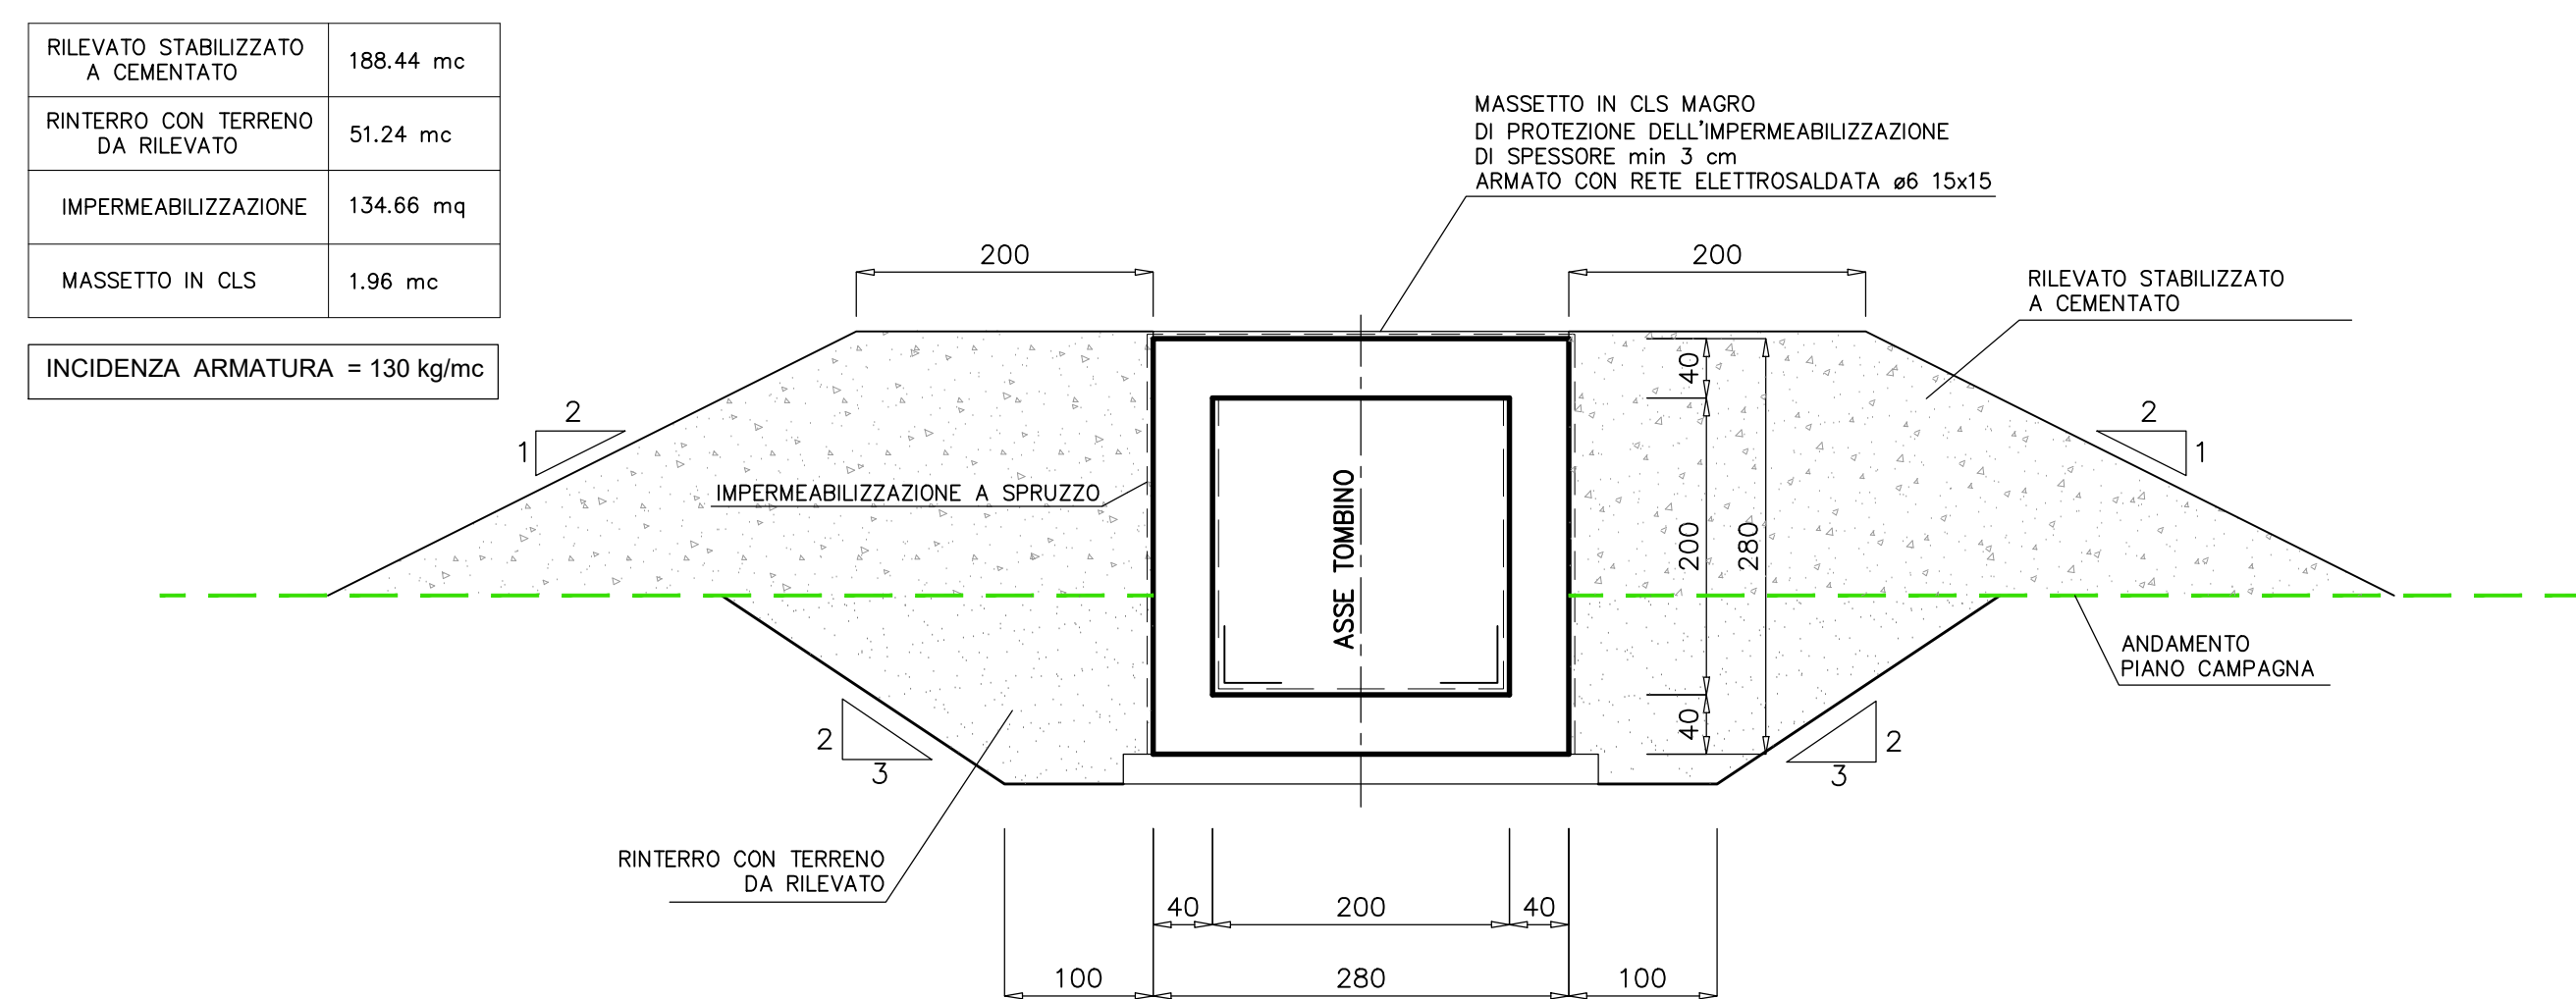 RILEVATO STABILIZZATO
A CEMENTATO
188.44 mc
RINTERRO CON TERRENO
DA RILEVATO
51.24 mc
IMPERMEABILIZZAZIONE
134.66 mq
MASSETTO IN CLS
1.96 mc
INCIDENZA ARMATURA = 130 kg/mc
MASSETTO IN CLS MAGRO
DI PROTEZIONE DELL'IMPERMEABILIZZAZIONE
DI SPESSORE min 3 cm
ARMATO CON RETE ELETTROSALDATA ø6 15x15
200
200
RILEVATO STABILIZZATO
A CEMENTATO
40
2
1
2
1
IMPERMEABILIZZAZIONE A SPRUZZO
ASSE TOMBINO
200
280
ANDAMENTO
PIANO CAMPAGNA
2
3
40
2
3
RINTERRO CON TERRENO
DA RILEVATO
40
200
40
100
280
100